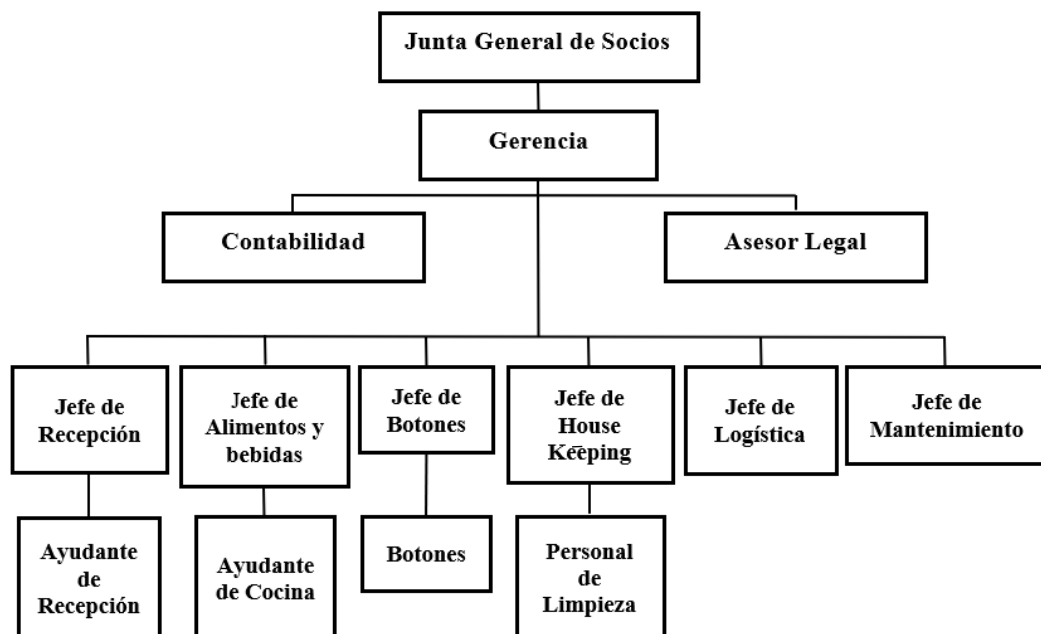 Junta General de Socios
Gerencia
Contabilidad
Asesor Legal
Jefe de
Recepción
Jefe de
Alimentos y
bebidas
Jefe de
Botones
Jefe de
House
Keeping
Jefe de
Logística
Jefe de
Mantenimiento
Ayudante
de
Recepción
Ayudante
de Cocina
Botones
Personal
de
Limpieza